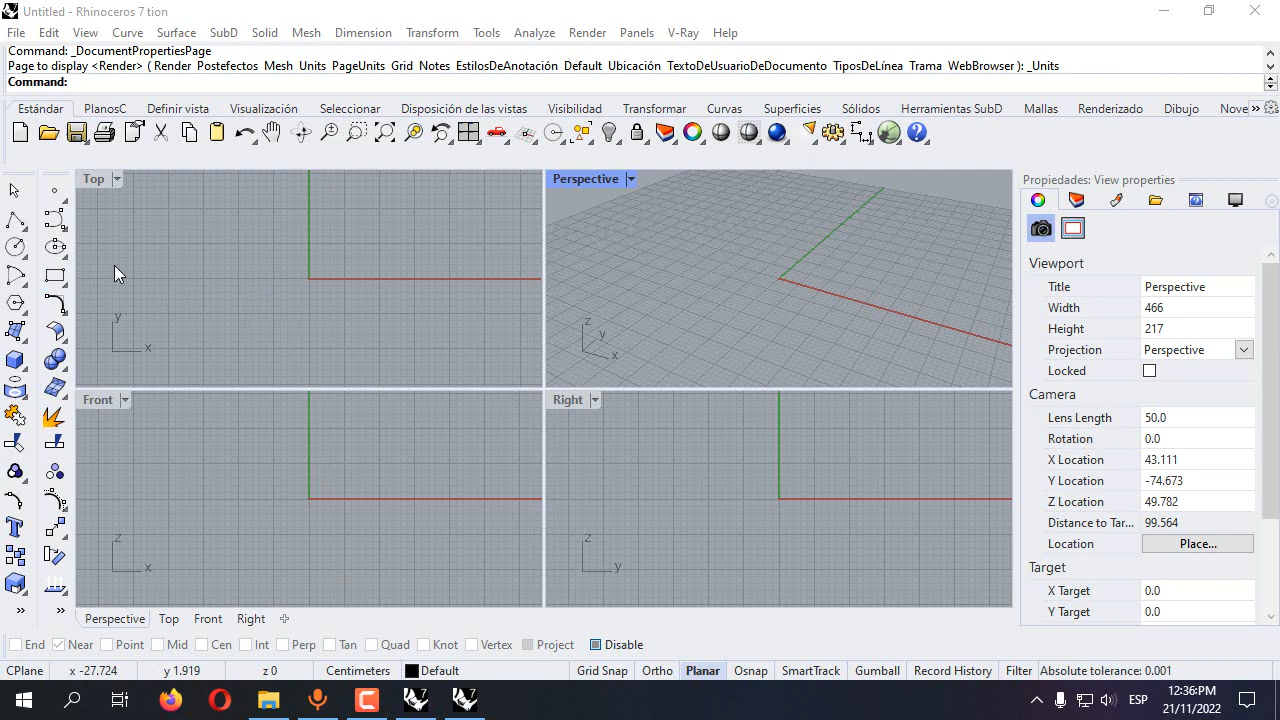 Untitled - Rhinoceros 7 tion
File Edit View Curve Surface SubD Solid Mesh Dimension Transform Tools Analyze Render Panels V-Ray Help
Command: _DocumentPropertiesPage
Page to display <Render> ( Render Postefectos Mesh Units PageUnits Grid Notes EstilosDeAnotación Default Ubicación TextoDeUsuarioDeDocumento TiposDeLínea Trama WebBrowser ): _Units
Command:
Estándar PlanosC Definir vista Visualización Seleccionar Disposición de las vistas Visibilidad Transformar Curvas Superficies Sólidos Herramientas SubD Mallas Renderizado Dibujo Nove
Top
Perspective
Propiedades: View properties
Viewport
Title Perspective
Width 466
Height 217
Projection Perspective
Locked
Camera
Lens Length 50.0
Rotation 0.0
X Location 43.111
Y Location -74.673
Z Location 49.782
Distance to Tar... 99.564
Location Place...
Target
X Target 0.0
Y Target 0.0
y
x
z
y
x
Front
Right
z
x
z
y
Perspective Top Front Right
End Near Point Mid Cen Int Perp Tan Quad Knot Vertex Project Disable
CPlane x -27.724 y 1.919 z 0 Centimeters Default Grid Snap Ortho Planar Osnap SmartTrack Gumball Record History Filter Absolute tolerance: 0.001
7 7 ESP 12:36:PM
21/11/2022